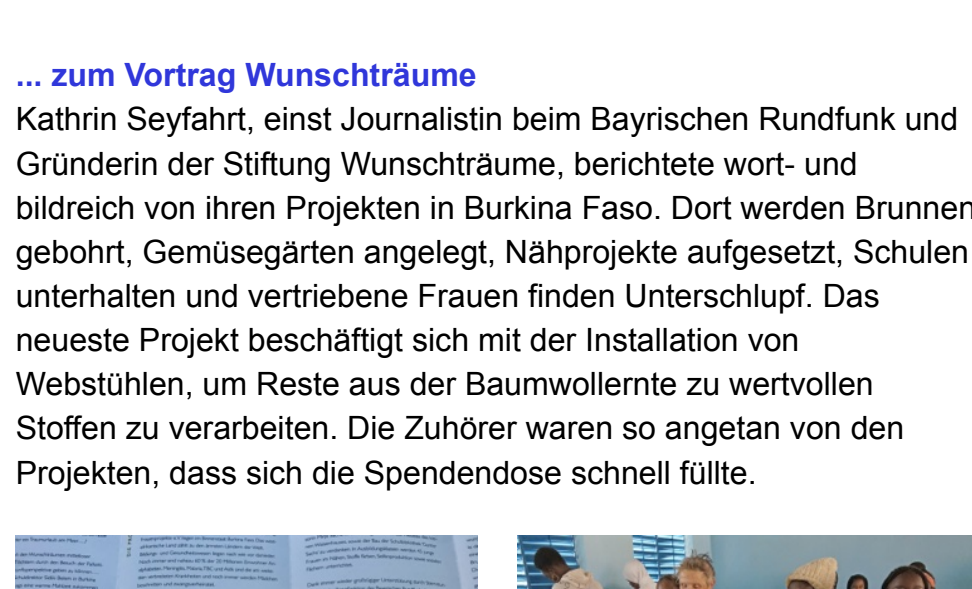 ... zum Vortrag Wunschträume
Kathrin Seyfahrt, einst Journalistin beim Bayrischen Rundfunk und
Gründerin der Stiftung Wunschträume, berichtete wort- und
bildreich von ihren Projekten in Burkina Faso. Dort werden Brunnen
gebohrt, Gemüsegärten angelegt, Nähprojekte aufgesetzt, Schulen
unterhalten und vertriebene Frauen finden Unterschlupf. Das
neueste Projekt beschäftigt sich mit der Installation von
Webstühlen, um Reste aus der Baumwollernte zu wertvollen
Stoffen zu verarbeiten. Die Zuhörer waren so angetan von den
Projekten, dass sich die Spendendose schnell füllte.